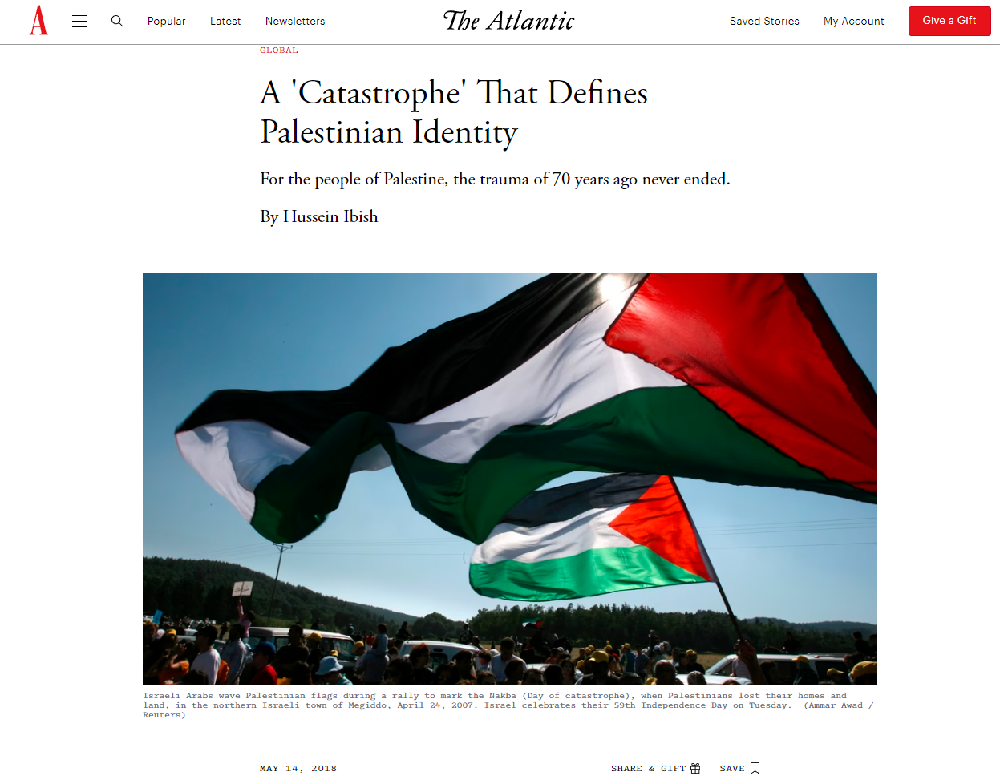 A Popular Latest Newsletters The Atlantic Saved Stories My Account Give a Gift
GLOBAL
A 'Catastrophe' That Defines
Palestinian Identity
For the people of Palestine, the trauma of 70 years ago never ended.
By Hussein Ibish
Israeli Arabs wave Palestinian flags during a rally to mark the Nakba (Day of catastrophe), when Palestinians lost their homes and
land, in the northern Israeli town of Megiddo, April 24, 2007. Israel celebrates their 59th Independence Day on Tuesday. (Ammar Awad /
Reuters)
MAY 14, 2018 SHARE & GIFT SAVE